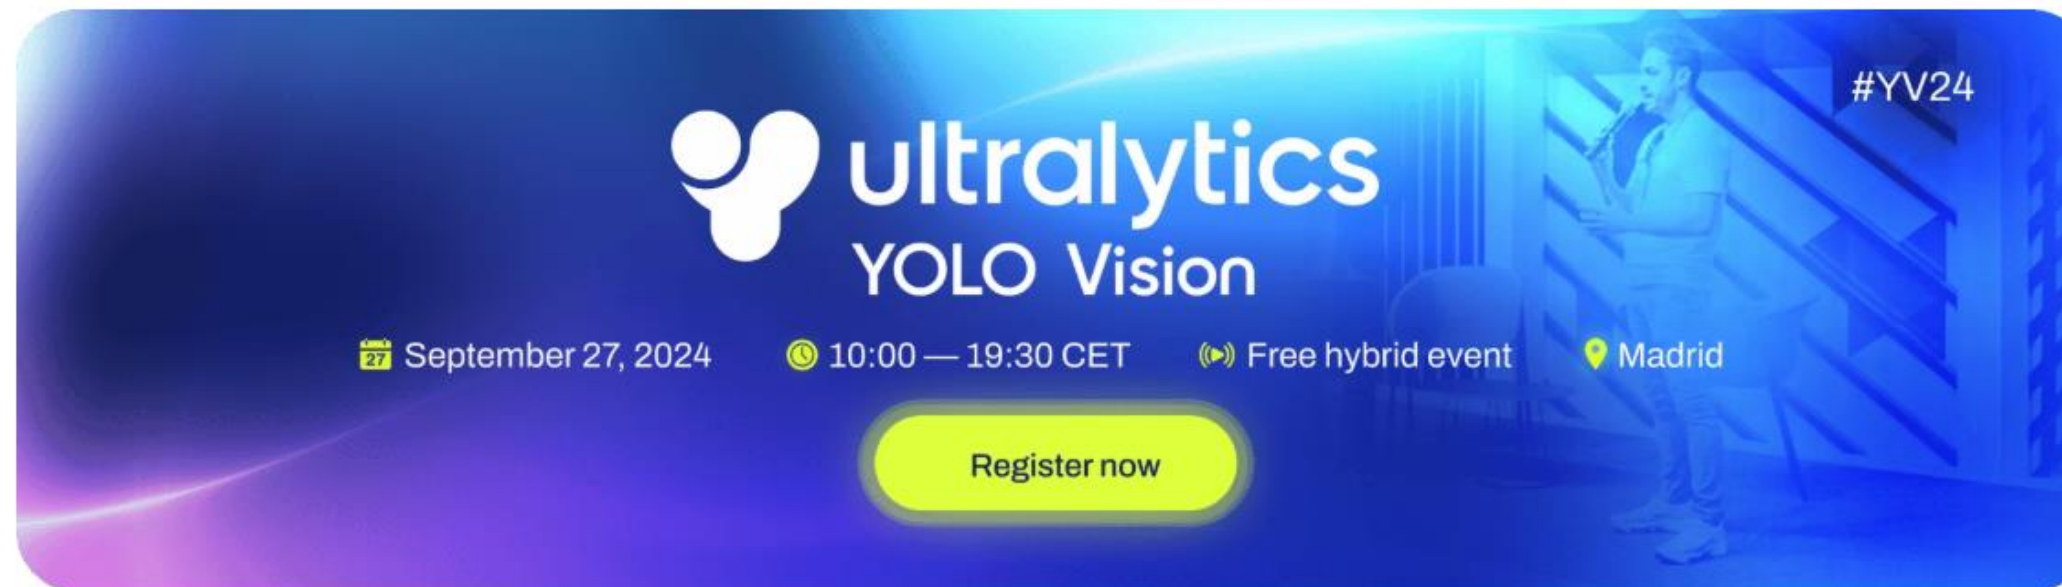 #YV24
ultralytics
YOLO Vision
27 September 27, 2024 10:00 — 19:30 CET Free hybrid event Madrid
Register now